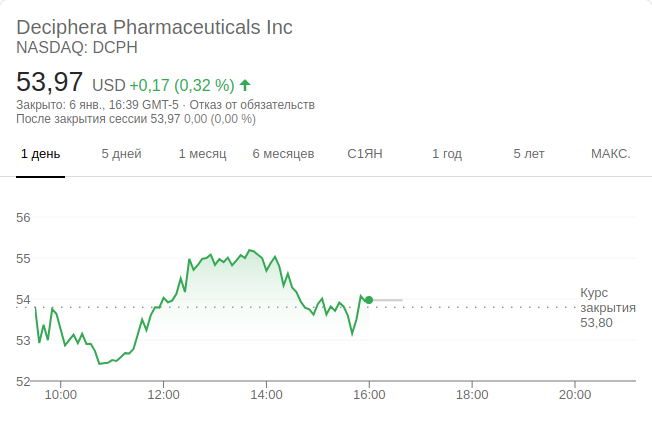 Deciphera Pharmaceuticals Inc
NASDAQ: DCPH
53,97 USD +0,17 (0,32 %)
Закрыто: 6 янв., 16:39 GMT-5 · Отказ от обязательств
После закрытия сессии 53,97 0,00 (0,00 %)
1 день 5 дней 1 месяц 6 месяцев С1ЯН 1 год 5 лет МАКС.
56
55
54
Курс
закрытия
53,80
53
52
10:00 12:00 14:00 16:00 18:00 20:00